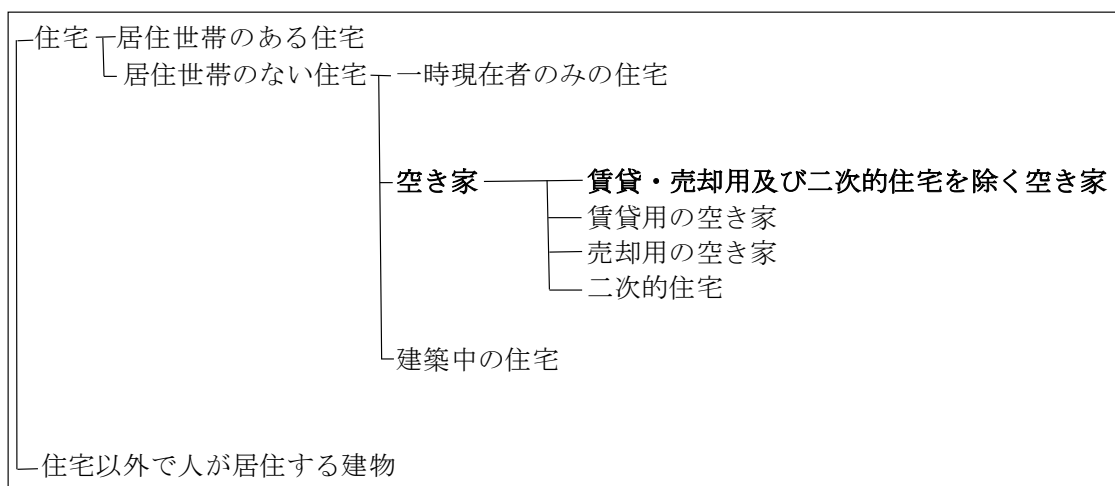 住宅 居住世帯のある住宅
居住世帯のない住宅 一時現在者のみの住宅
空き家 賃貸・売却用及び二次的住宅を除く空き家
賃貸用の空き家
売却用の空き家
二次的住宅
建築中の住宅
住宅以外で人が居住する建物